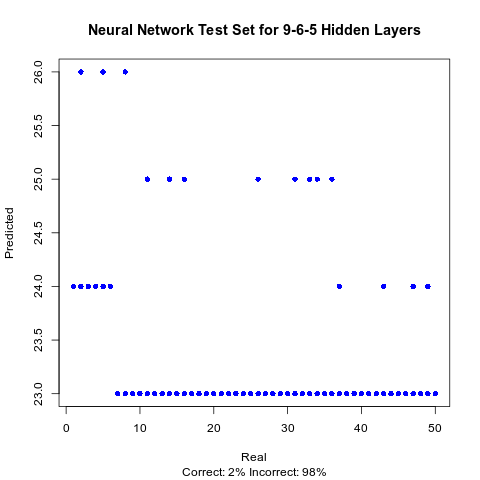 Neural Network Test Set for 9-6-5 Hidden Layers
Predicted
26.0
25.5
25.0
24.5
24.0
23.5
23.0
0 10 20 30 40 50
Real
Correct: 2% Incorrect: 98%